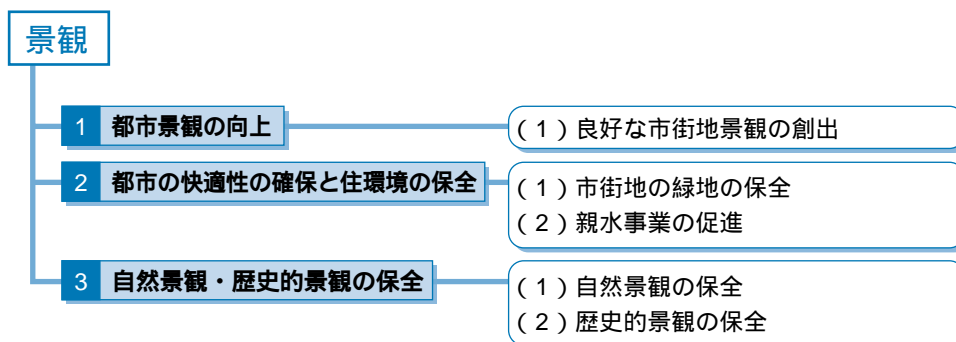 景観
1 都市景観の向上
(1)良好な市街地景観の創出
2 都市の快適性の確保と住環境の保全
(1)市街地の緑地の保全
(2)親水事業の促進
3 自然景観・歴史的景観の保全
(1)自然景観の保全
(2)歴史的景観の保全